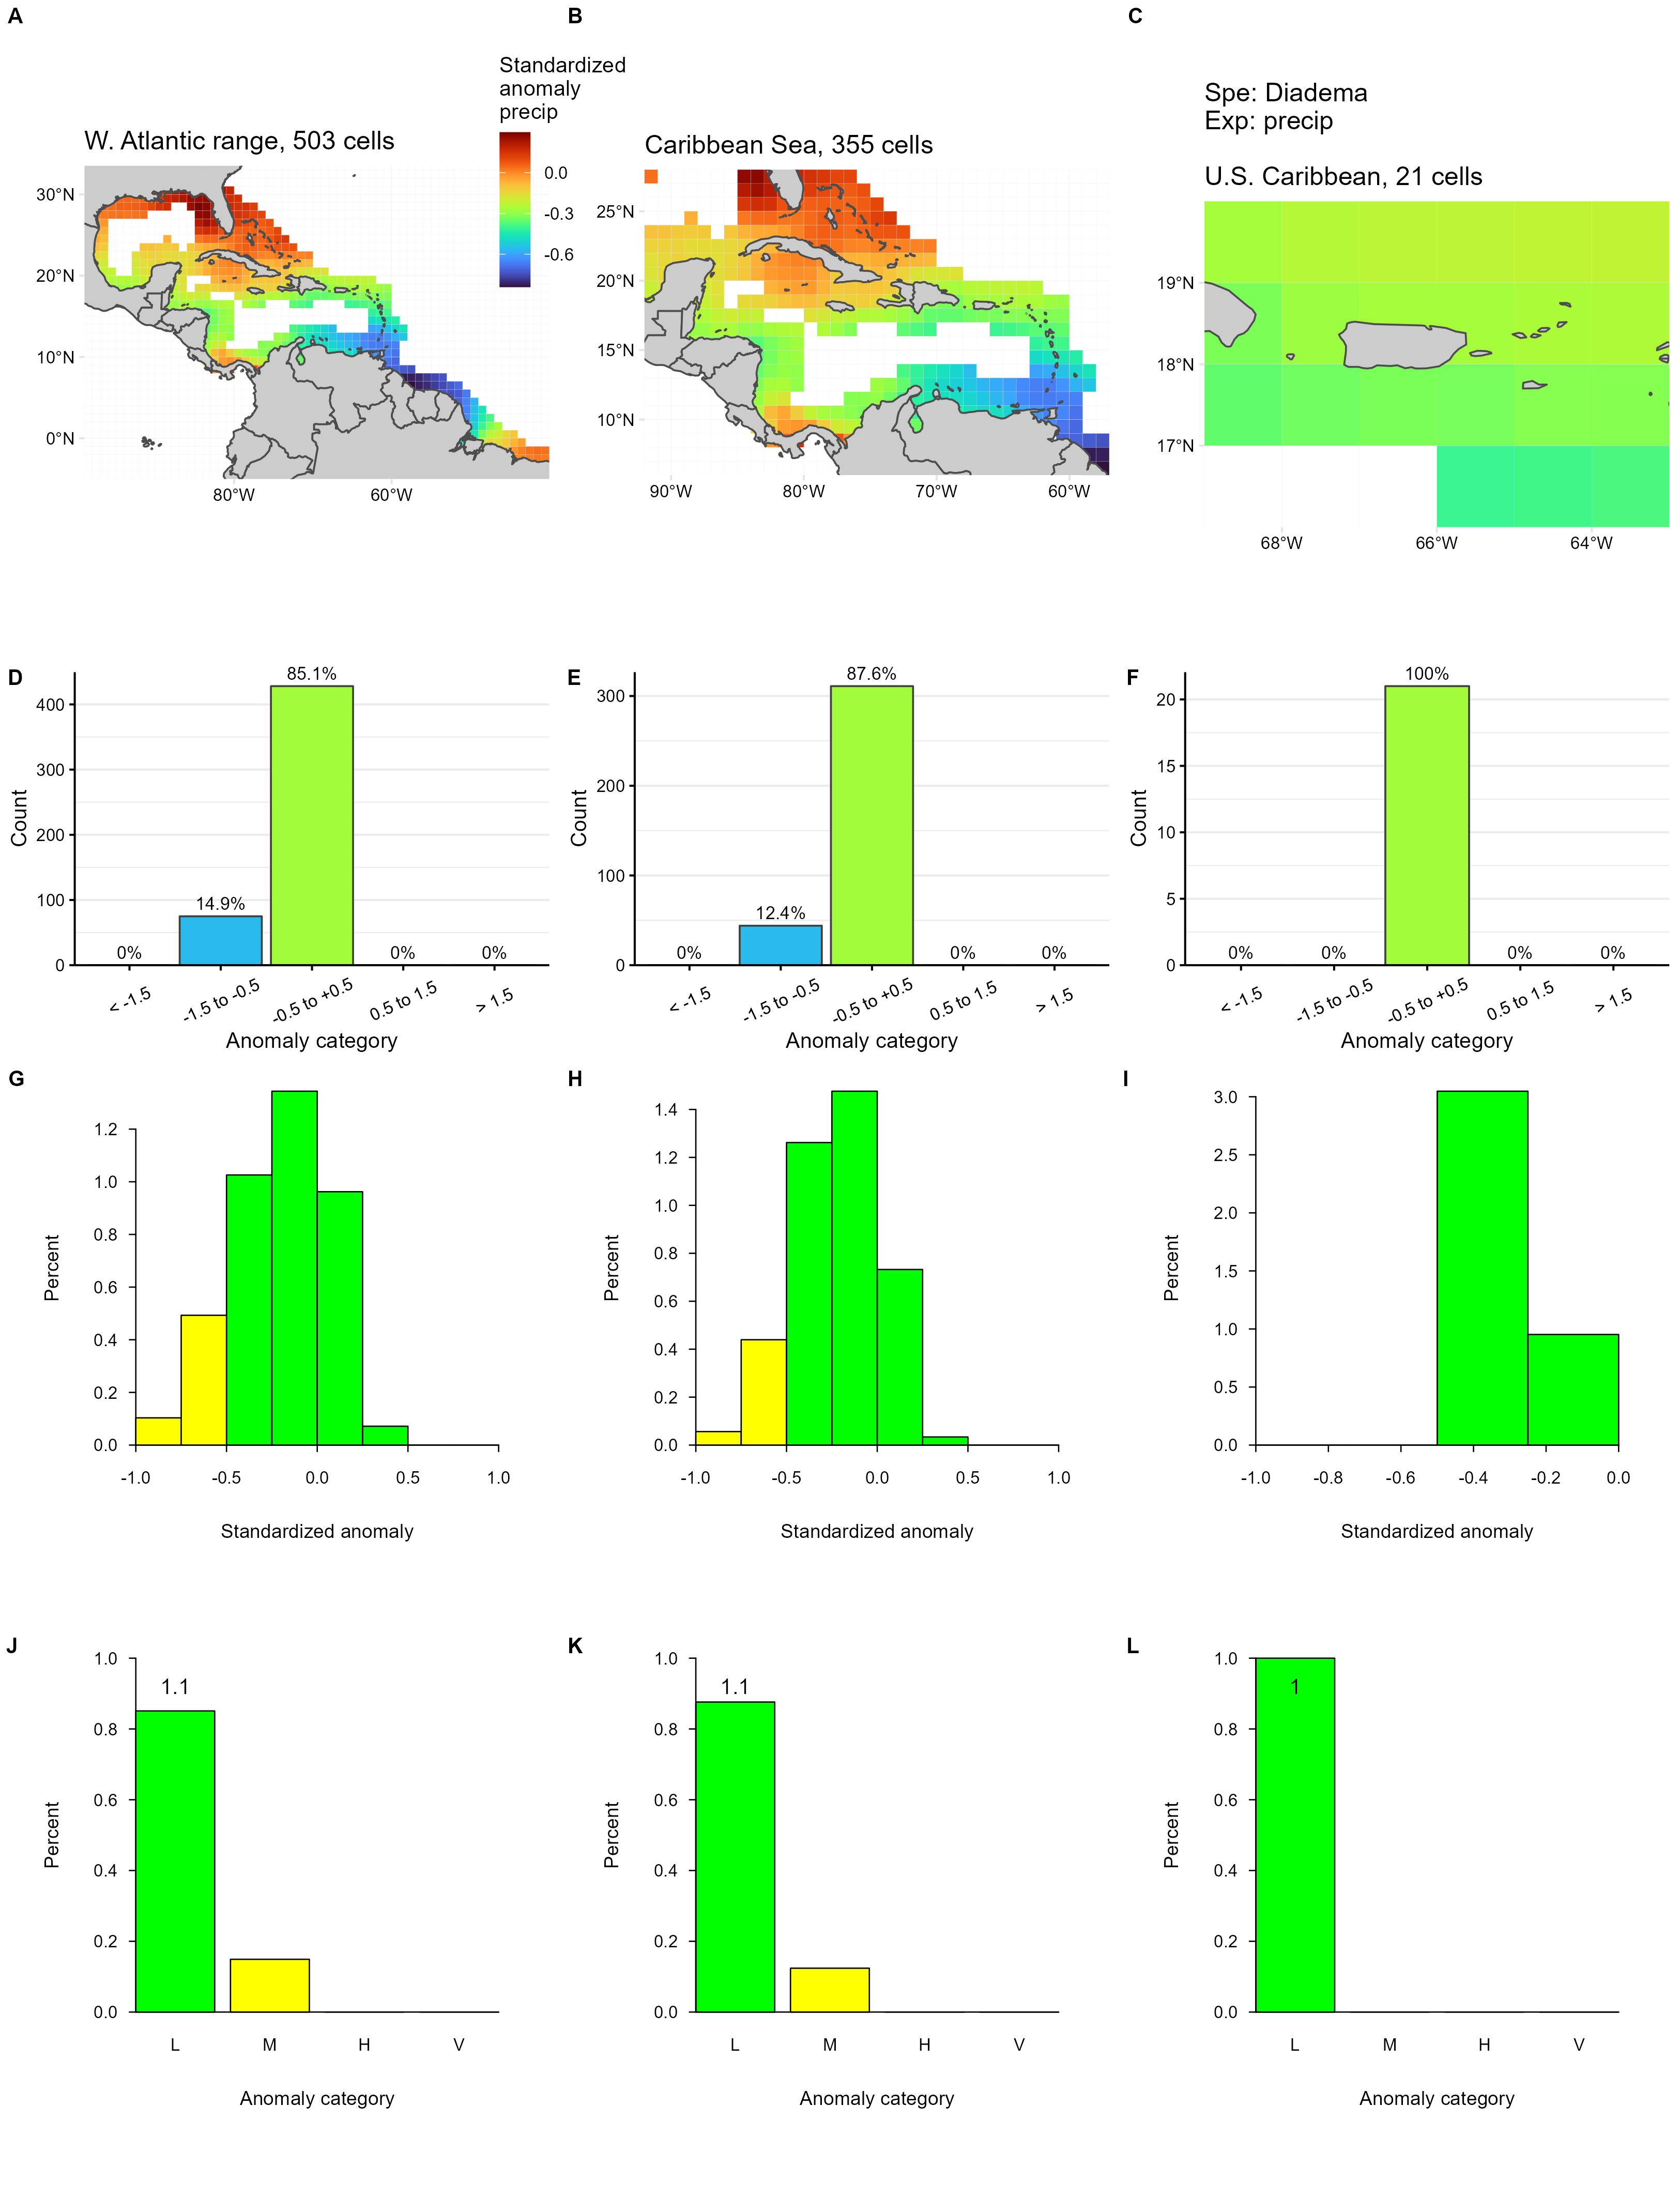 A
B
C
Standardized
anomaly
precip
0.0
-0.3
-0.6
W. Atlantic range, 503 cells
30°N
20°N
10°N
0°N
80°W
60°W
Caribbean Sea, 355 cells
25°N
20°N
15°N
10°N
90°W
80°W
70°W
60°W
Spe: Diadema
Exp: precip
U.S. Caribbean, 21 cells
19°N
18°N
17°N
68°W
66°W
64°W
D
Count
400
300
200
100
0
0%
14.9%
85.1%
0%
0%
< -1.5
-1.5 to -0.5
-0.5 to +0.5
0.5 to 1.5
> 1.5
Anomaly category
E
Count
300
200
100
0
0%
12.4%
87.6%
0%
0%
< -1.5
-1.5 to -0.5
-0.5 to +0.5
0.5 to 1.5
> 1.5
Anomaly category
F
Count
20
15
10
5
0
0%
0%
100%
0%
0%
< -1.5
-1.5 to -0.5
-0.5 to +0.5
0.5 to 1.5
> 1.5
Anomaly category
G
Percent
1.2
1.0
0.8
0.6
0.4
0.2
0.0
-1.0
-0.5
0.0
0.5
1.0
Standardized anomaly
H
Percent
1.4
1.2
1.0
0.8
0.6
0.4
0.2
0.0
-1.0
-0.5
0.0
0.5
1.0
Standardized anomaly
I
Percent
3.0
2.5
2.0
1.5
1.0
0.5
0.0
-1.0
-0.8
-0.6
-0.4
-0.2
0.0
Standardized anomaly
J
Percent
1.0
0.8
0.6
0.4
0.2
0.0
1.1
L
M
H
V
Anomaly category
K
Percent
1.0
0.8
0.6
0.4
0.2
0.0
1.1
L
M
H
V
Anomaly category
L
Percent
1.0
0.8
0.6
0.4
0.2
0.0
1
L
M
H
V
Anomaly category